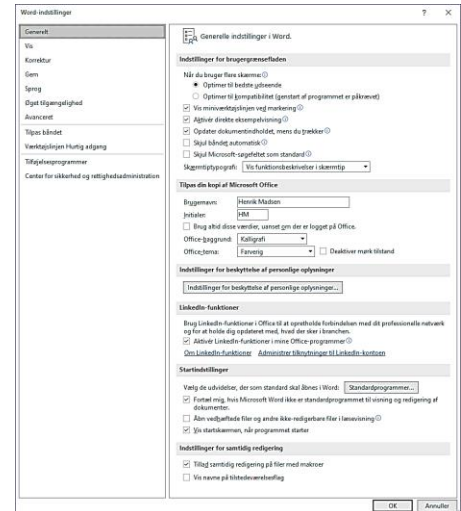 Word-indstillinger
?
Generelt
Vis
Korrektur
Gem
Sprog
Øget tilgængelighed
Avanceret
Tilpas båndet
Værktøjslinjen Hurtig adgang
Tilføjelsesprogrammer
Center for sikkerhed og rettighedsadministration
Generelle indstillinger i Word.
Indstillinger for brugergrænsefladen
Når du bruger flere skærme:
Optimer til bedste udseende
Optimer til kompatibilitet (genstart af programmet er påkrævet)
Vis miniværktøjslinjen ved markering
Aktivér direkte eksempelvisning
Opdater dokumentindholdet, mens du trækker
Skjul båndet automatisk
Skjul Microsoft-søgefeltet som standard
Skærmtiptypografi: Vis funktionsbeskrivelser i skærmtip
Tilpas din kopi af Microsoft Office
Brugernavn: Henrik Madsen
Initialer: HM
Brug altid disse værdier, uanset om der er logget på Office.
Office-baggrund: Kalligrafi
Office-tema: Farverig Deaktiver mørk tilstand
Indstillinger for beskyttelse af personlige oplysninger
Indstillinger for beskyttelse af personlige oplysninger...
LinkedIn-funktioner
Brug LinkedIn-funktioner i Office til at opretholde forbindelsen med dit professionelle netværk
og for at holde dig opdateret med, hvad der sker i branchen.
Aktivér LinkedIn-funktioner i mine Office-programmer
Om LinkedIn-funktioner Administrer tilknytninger til LinkedIn-kontoen
Startindstillinger
Vælg de udvidelser, der som standard skal åbnes i Word: Standardprogrammer...
Fortæl mig, hvis Microsoft Word ikke er standardprogrammet til visning og redigering af
dokumenter.
Åbn vedhæftede filer og andre ikke-redigerbare filer i læsevisning
Vis startskærmen, når programmet starter
Indstillinger for samtidig redigering
Tillad samtidig redigering på filer med makroer
Vis navne på tilstedeværelsesflag
OK Annuller